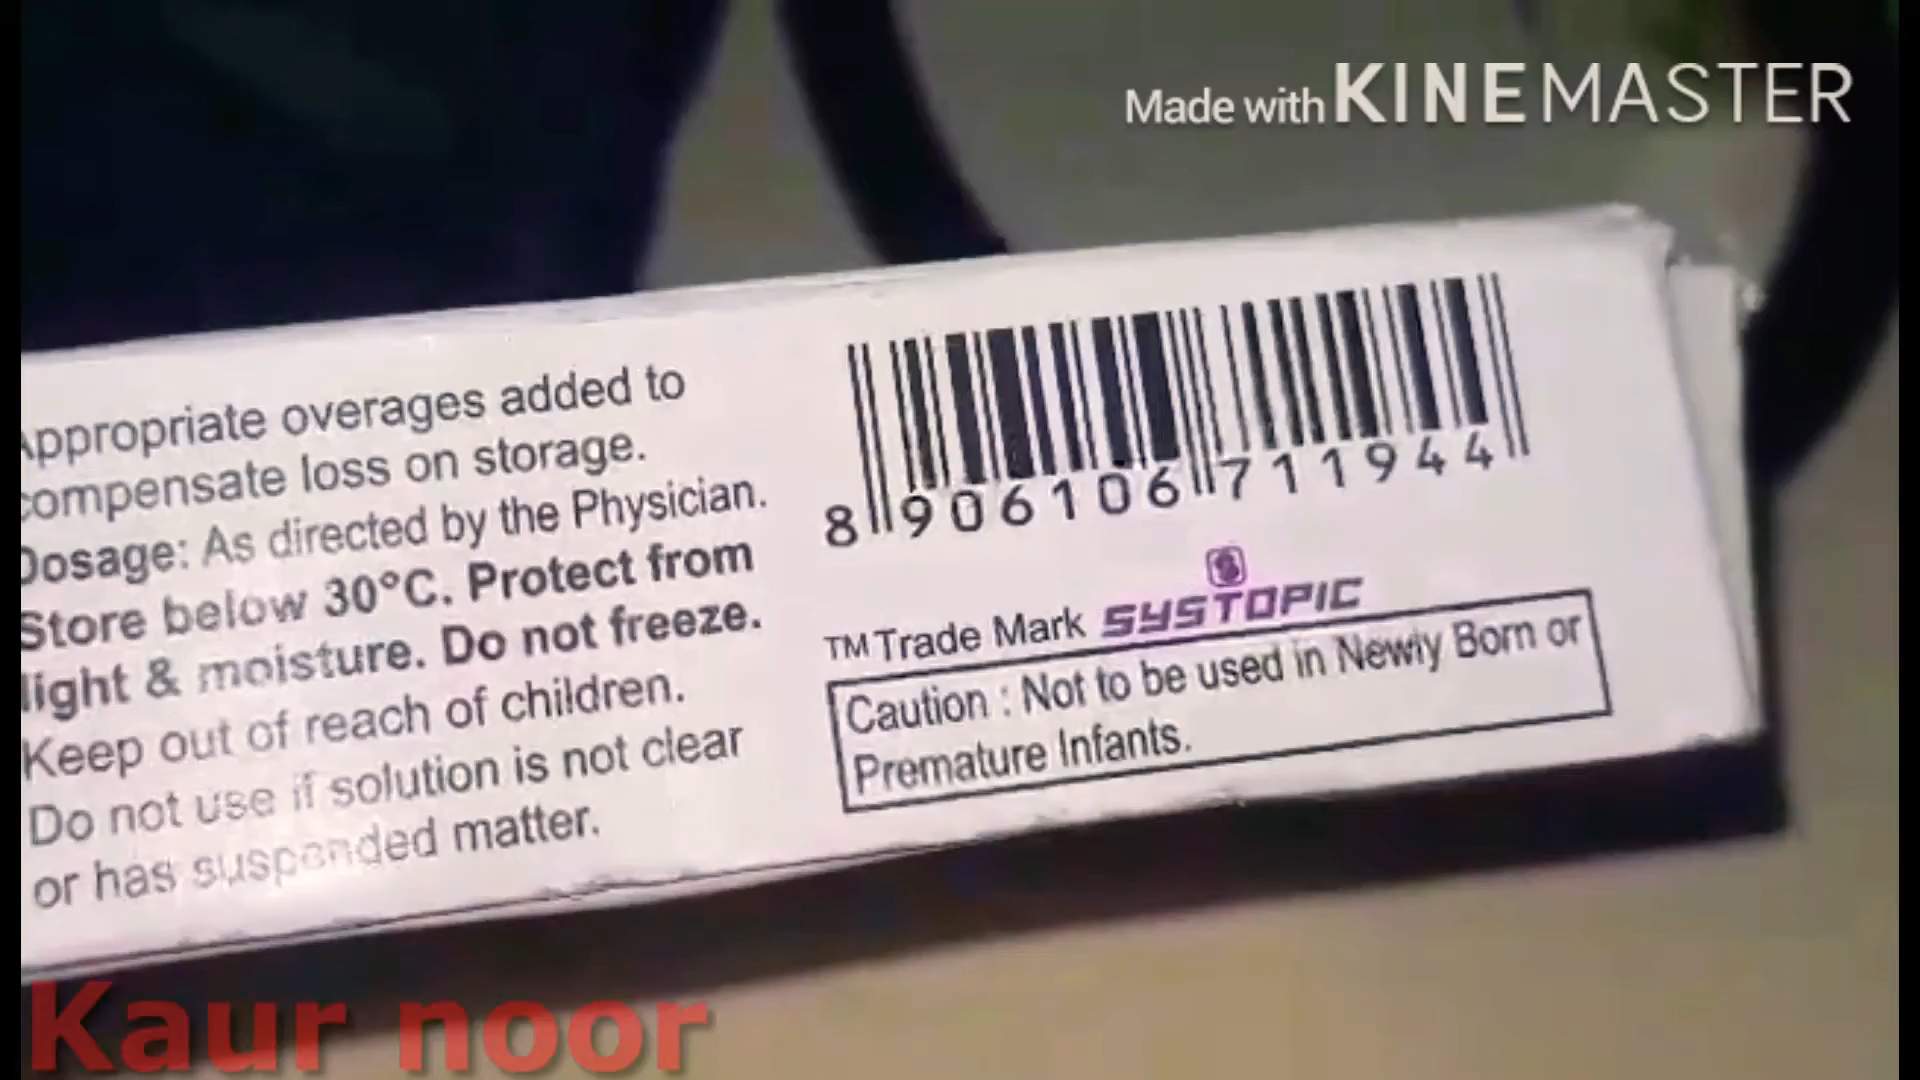 Made with KINEMASTER
Appropriate overages added to
compensate loss on storage.
Dosage: As directed by the Physician.
Store below 30°C. Protect from
light & moisture. Do not freeze.
Keep out of reach of children.
Do not use if solution is not clear
or has suspended matter.
8 906106 711944
TM Trade Mark SYSTOPIC
Caution : Not to be used in Newly Born or
Premature Infants.
Kaur noor